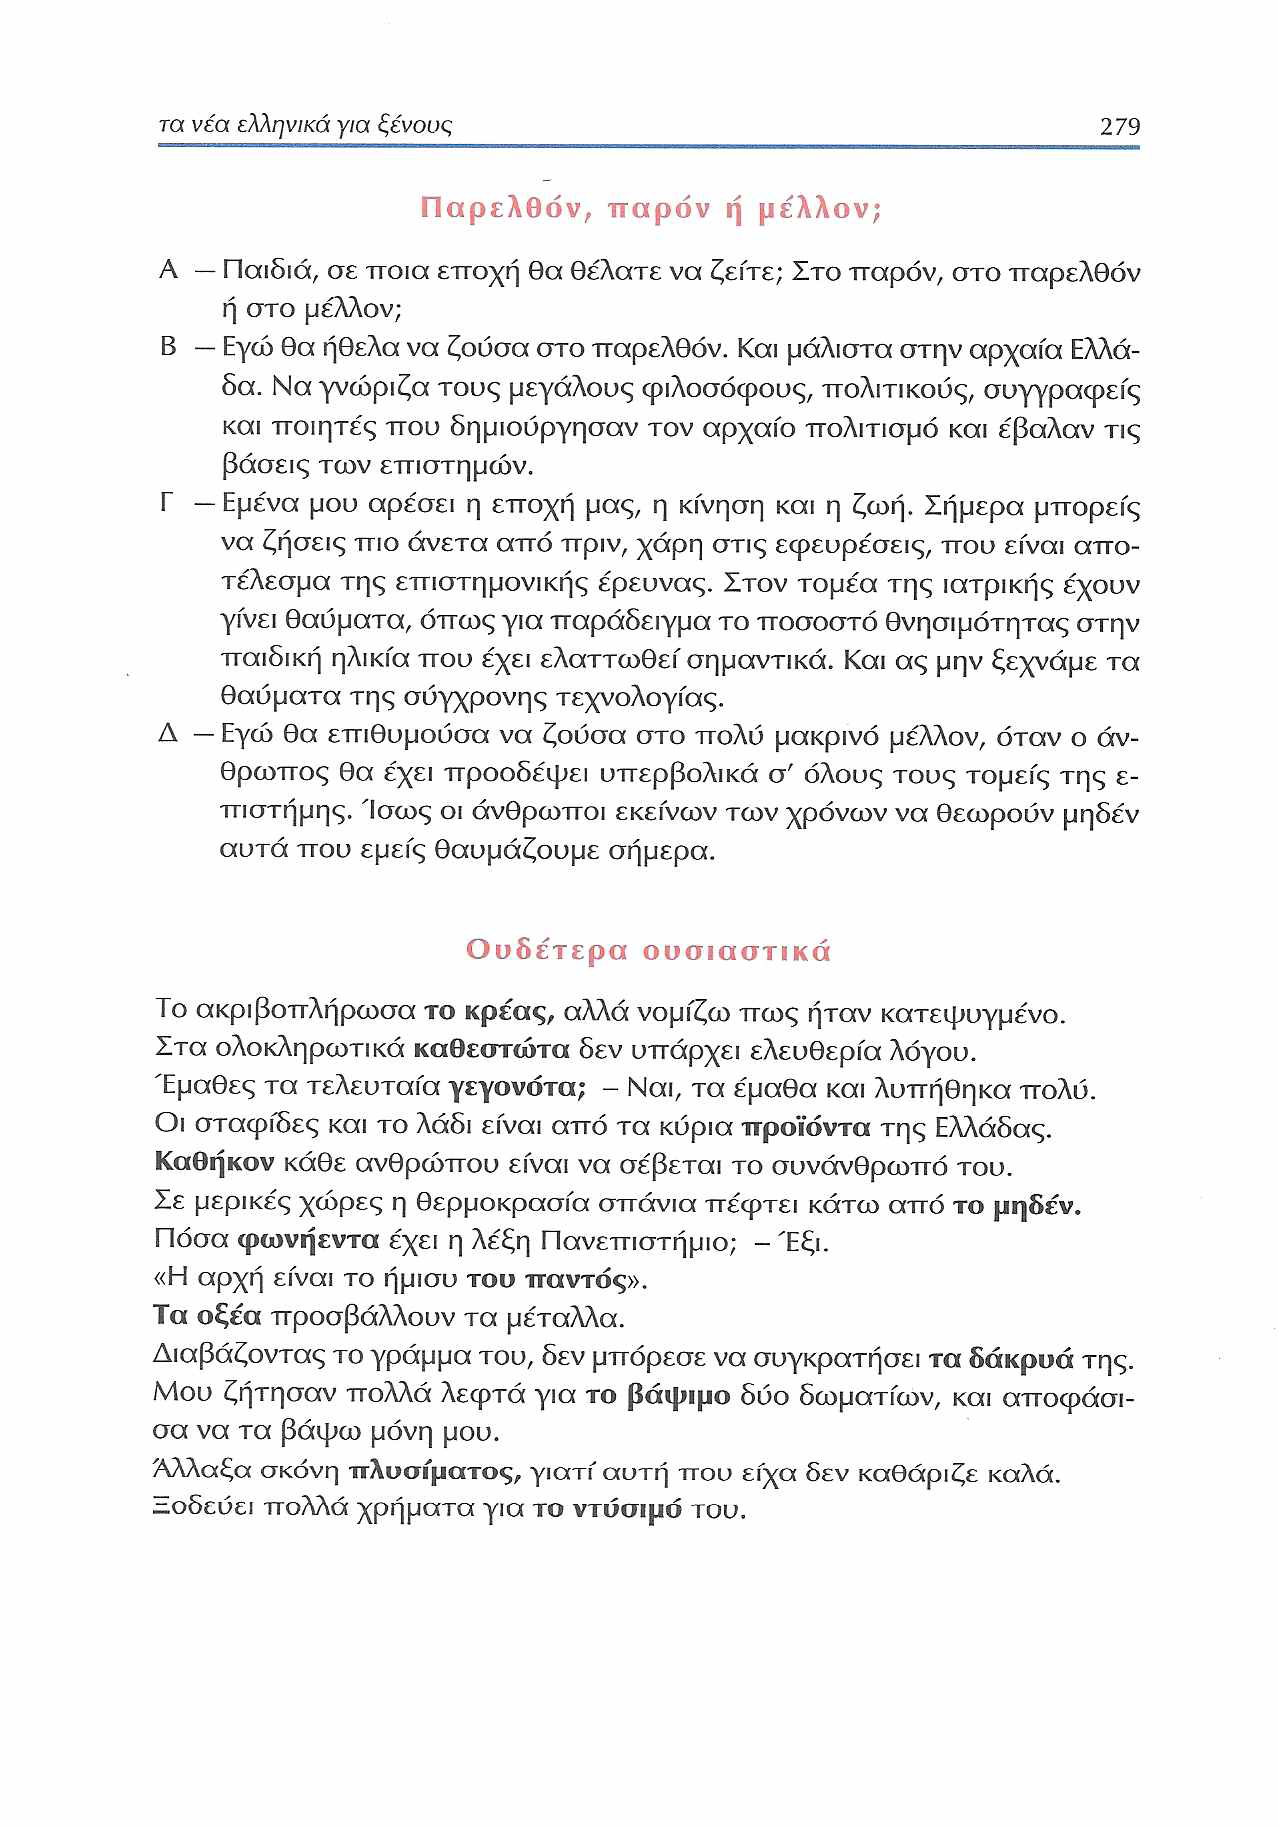 τα νέα ελληνικά για ξένους 279
Παρελθόν, παρόν ή μέλλον;
Α – Παιδιά, σε ποια εποχή θα θέλατε να ζείτε; Στο παρόν, στο παρελθόν
ή στο μέλλον;
Β – Εγώ θα ήθελα να ζούσα στο παρελθόν. Και μάλιστα στην αρχαία Ελλά-
δα. Να γνώριζα τους μεγάλους φιλοσόφους, πολιτικούς, συγγραφείς
και ποιητές που δημιούργησαν τον αρχαίο πολιτισμό και έβαλαν τις
βάσεις των επιστημών.
Γ – Εμένα μου αρέσει η εποχή μας, η κίνηση και η ζωή. Σήμερα μπορείς
να ζήσεις πιο άνετα από πριν, χάρη στις εφευρέσεις, που είναι απο-
τέλεσμα της επιστημονικής έρευνας. Στον τομέα της ιατρικής έχουν
γίνει θαύματα, όπως για παράδειγμα το ποσοστό θνησιμότητας στην
παιδική ηλικία που έχει ελαττωθεί σημαντικά. Και ας μην ξεχνάμε τα
θαύματα της σύγχρονης τεχνολογίας.
Δ – Εγώ θα επιθυμούσα να ζούσα στο πολύ μακρινό μέλλον, όταν ο άν-
θρωπος θα έχει προοδέψει υπερβολικά σ' όλους τους τομείς της ε-
πιστήμης. Ίσως οι άνθρωποι εκείνων των χρόνων να θεωρούν μηδέν
αυτά που εμείς θαυμάζουμε σήμερα.
Ουδέτερα ουσιαστικά
Το ακριβοπλήρωσα το κρέας, αλλά νομίζω πως ήταν κατεψυγμένο.
Στα ολοκληρωτικά καθεστώτα δεν υπάρχει ελευθερία λόγου.
Έμαθες τα τελευταία γεγονότα; – Ναι, τα έμαθα και λυπήθηκα πολύ.
Οι σταφίδες και το λάδι είναι από τα κύρια προϊόντα της Ελλάδας.
Καθήκον κάθε ανθρώπου είναι να σέβεται το συνάνθρωπό του.
Σε μερικές χώρες η θερμοκρασία σπάνια πέφτει κάτω από το μηδέν.
Πόσα φωνήεντα έχει η λέξη Πανεπιστήμιο; – Έξι.
«Η αρχή είναι το ήμισυ του παντός».
Τα οξέα προσβάλλουν τα μέταλλα.
Διαβάζοντας το γράμμα του, δεν μπόρεσε να συγκρατήσει τα δάκρυά της.
Μου ζήτησαν πολλά λεφτά για το βάψιμο δύο δωματίων, και αποφάσι-
σα να τα βάψω μόνη μου.
Άλλαξα σκόνη πλυσίματος, γιατί αυτή που είχα δεν καθάριζε καλά.
Ξοδεύει πολλά χρήματα για το ντύσιμό του.